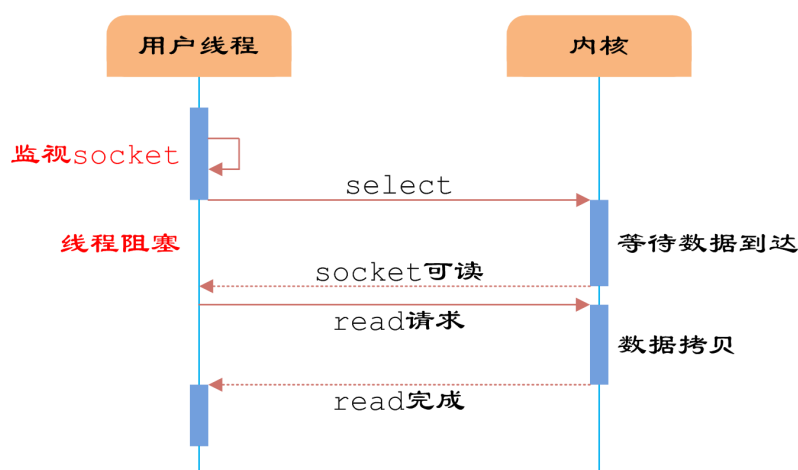 用户线程
内核
监视socket
select
线程阻塞
等待数据到达
socket可读
read请求
数据拷贝
read完成